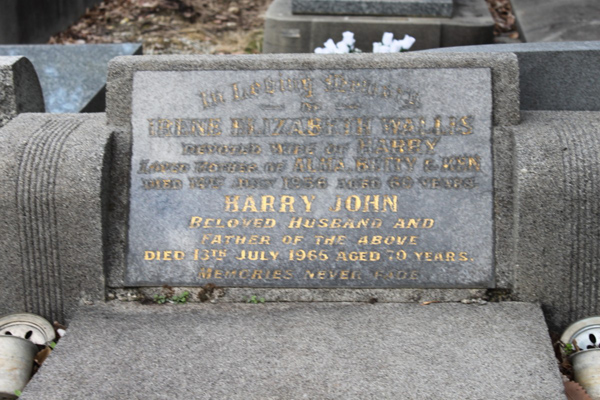 In Loving Memory
OF
IRENE ELIZABETH WALLIS
DEVOTED WIFE OF HARRY
LOVED MOTHER OF ALMA, BETTY & KEN
DIED JULY 1956 AGED 60 YEARS
HARRY JOHN
BELOVED HUSBAND AND
FATHER OF THE ABOVE
DIED 13TH JULY 1965 AGED 70 YEARS.
MEMORIES NEVER FADE